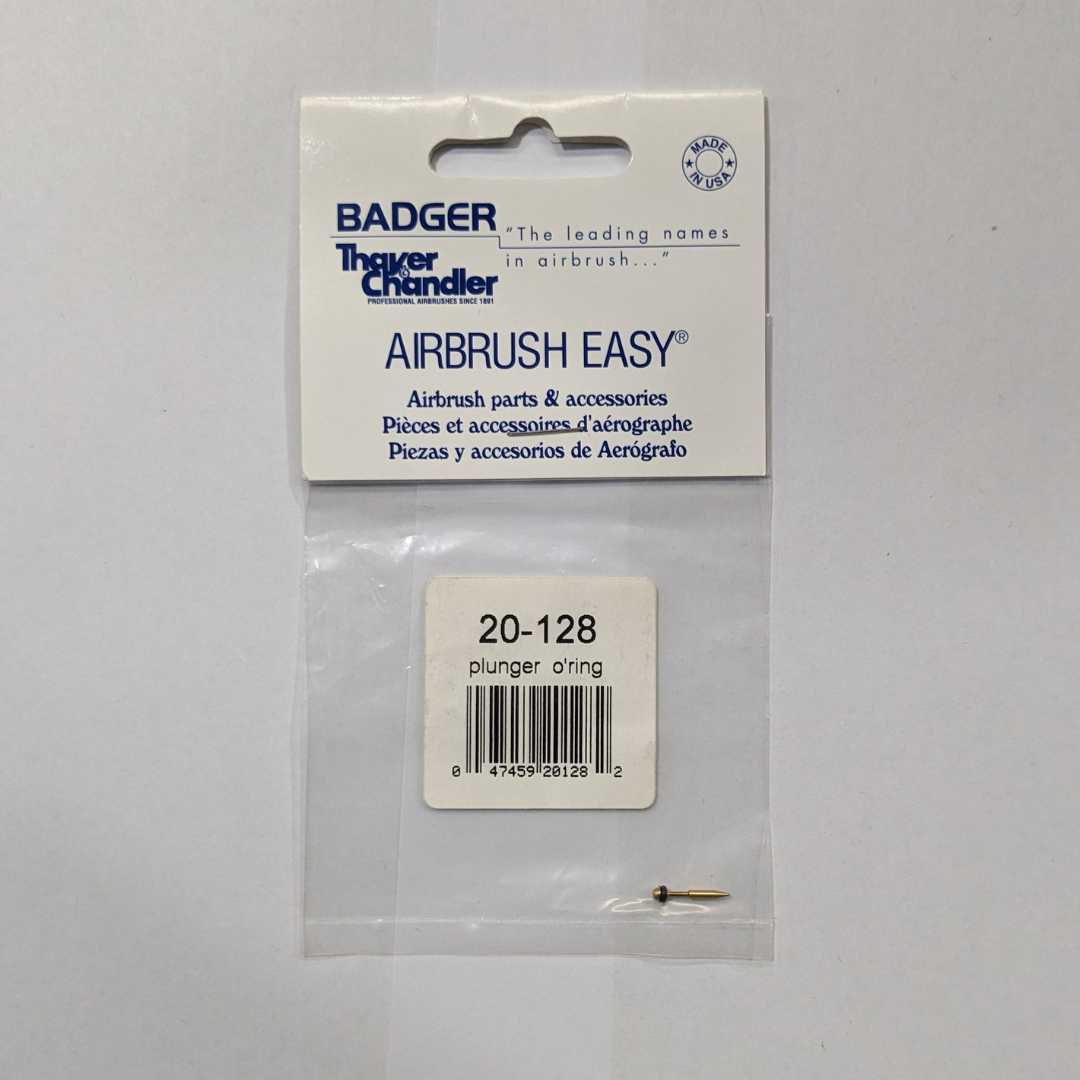 MADE
IN USA
BADGER
"The leading names
in airbrush..."
Thayer & Chandler
PROFESSIONAL AIRBRUSHES SINCE 1891
AIRBRUSH EASY®
Airbrush parts & accessories
Pièces et accessoires d'aérographe
Piezas y accesorios de Aerógrafo
20-128
plunger o'ring
0 47459 20128 2